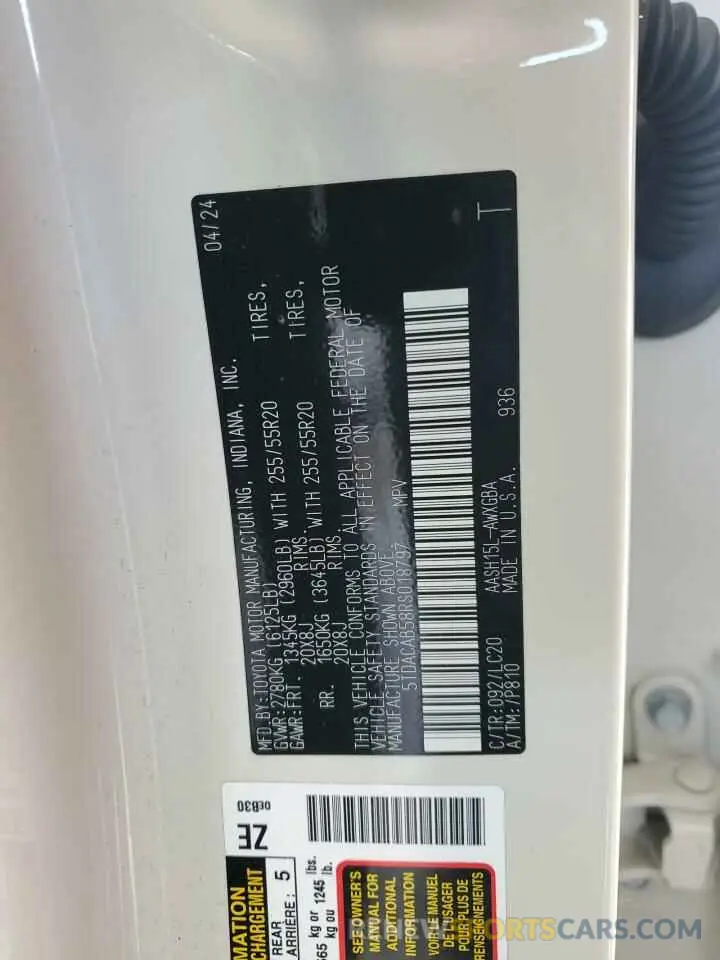 MFD.BY:TOYOTA MOTOR MANUFACTURING, INDIANA, INC. 04/24
GVWR:2780KG (6125LB)
GAWR:FRT. 1345KG (2960LB) WITH 255/55R20 TIRES,
20X8J RIMS.
RR. 1650KG (3645LB) WITH 255/55R20 TIRES,
20X8J RIMS
THIS VEHICLE CONFORMS TO ALL APPLICABLE FEDERAL MOTOR
VEHICLE SAFETY STANDARDS IN EFFECT ON THE DATE OF
MANUFACTURE SHOWN ABOVE.
5TDACAB58RS018797 MPV
T
C/TR:092/LC20 AASH15L-AWXGBA 936
A/TM:/P810 MADE IN U.S.A.
ZE
0EB30
MATION
CHARGEMENT
REAR
ARRIÈRE : 5
665 kg or 1245 lbs.
kg ou lb.
SEE OWNER'S
MANUAL FOR
ADDITIONAL
INFORMATION
VOIR LE MANUEL
DE L'USAGER
POUR PLUS DE
RENSEIGNEMENTS
SPORTSCARS.COM